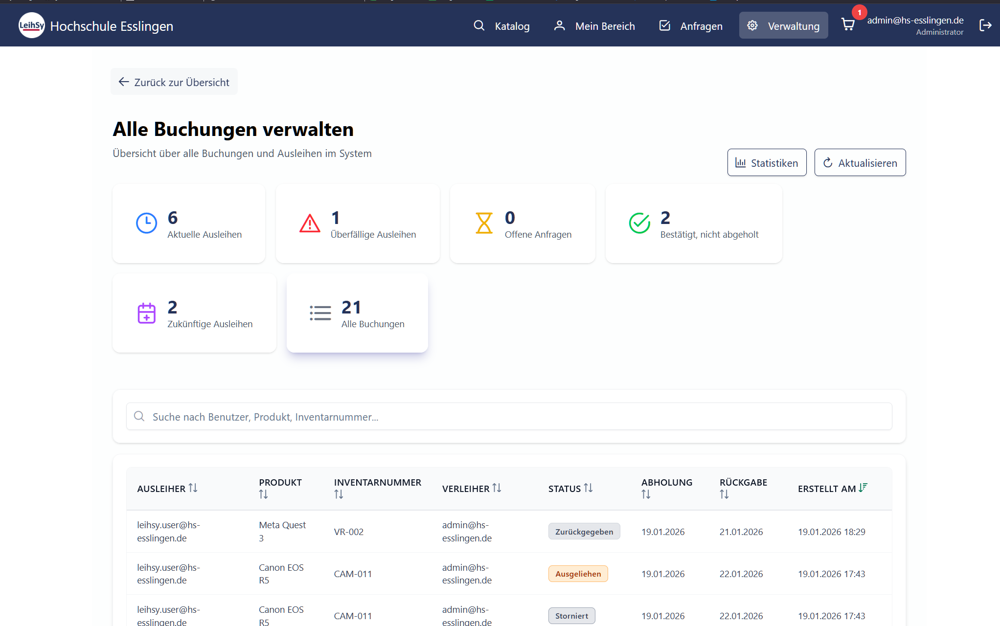 LeihSy Hochschule Esslingen
Katalog
Mein Bereich
Anfragen
Verwaltung
1
admin@hs-esslingen.de
Administrator
Zurück zur Übersicht
Alle Buchungen verwalten
Übersicht über alle Buchungen und Ausleihen im System
Statistiken
Aktualisieren
6
Aktuelle Ausleihen
1
Überfällige Ausleihen
0
Offene Anfragen
2
Bestätigt, nicht abgeholt
2
Zukünftige Ausleihen
21
Alle Buchungen
Suche nach Benutzer, Produkt, Inventarnummer...
AUSLEIHER PRODUKT INVENTARNUMMER VERLEIHER STATUS ABHOLUNG RÜCKGABE ERSTELLT AM
leihsy.user@hs-
esslingen.de
Meta Quest
3
VR-002
admin@hs-
esslingen.de
Zurückgegeben
19.01.2026
21.01.2026
19.01.2026 18:29
leihsy.user@hs-
esslingen.de
Canon EOS
R5
CAM-011
admin@hs-
esslingen.de
Ausgeliehen
19.01.2026
22.01.2026
19.01.2026 17:43
leihsy.user@hs-
esslingen.de
Canon EOS
R5
CAM-011
admin@hs-
esslingen.de
Storniert
19.01.2026
22.01.2026
19.01.2026 17:43